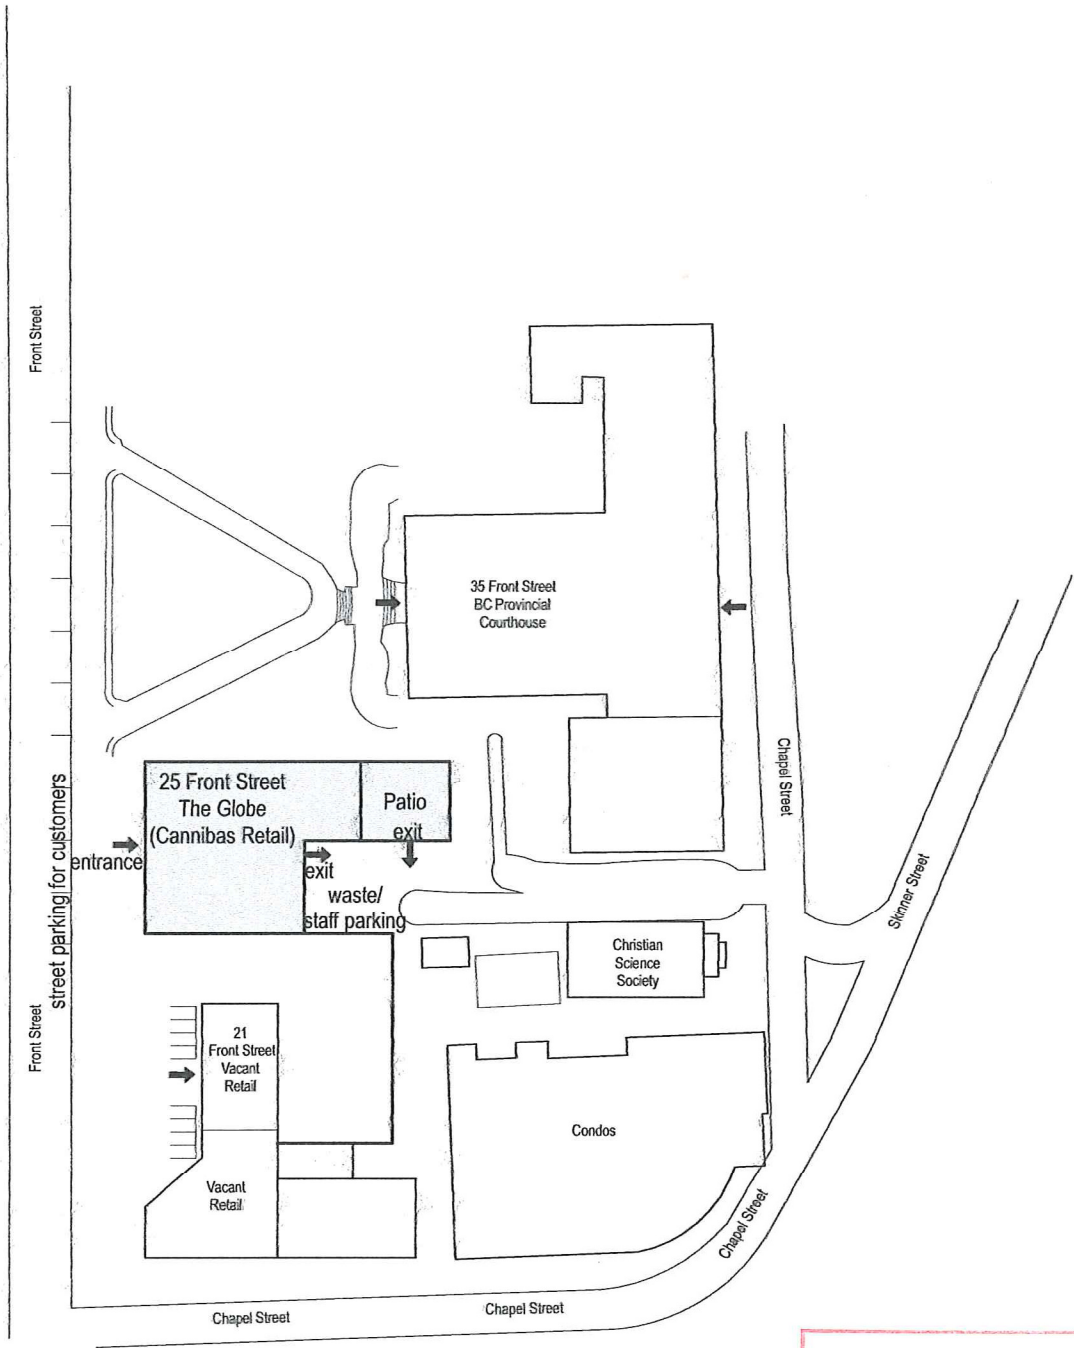 Front Street
35 Front Street
BC Provincial
Courthouse
Chapel Street
25 Front Street
The Globe
(Cannibas Retail)
Patio
exit
entrance
exit
waste/
staff parking
street parking for customers
Skinner Street
Christian
Science
Society
Front Street
21
Front Street
Vacant
Retail
Condos
Vacant
Retail
Chapel Street
Chapel Street
Chapel Street